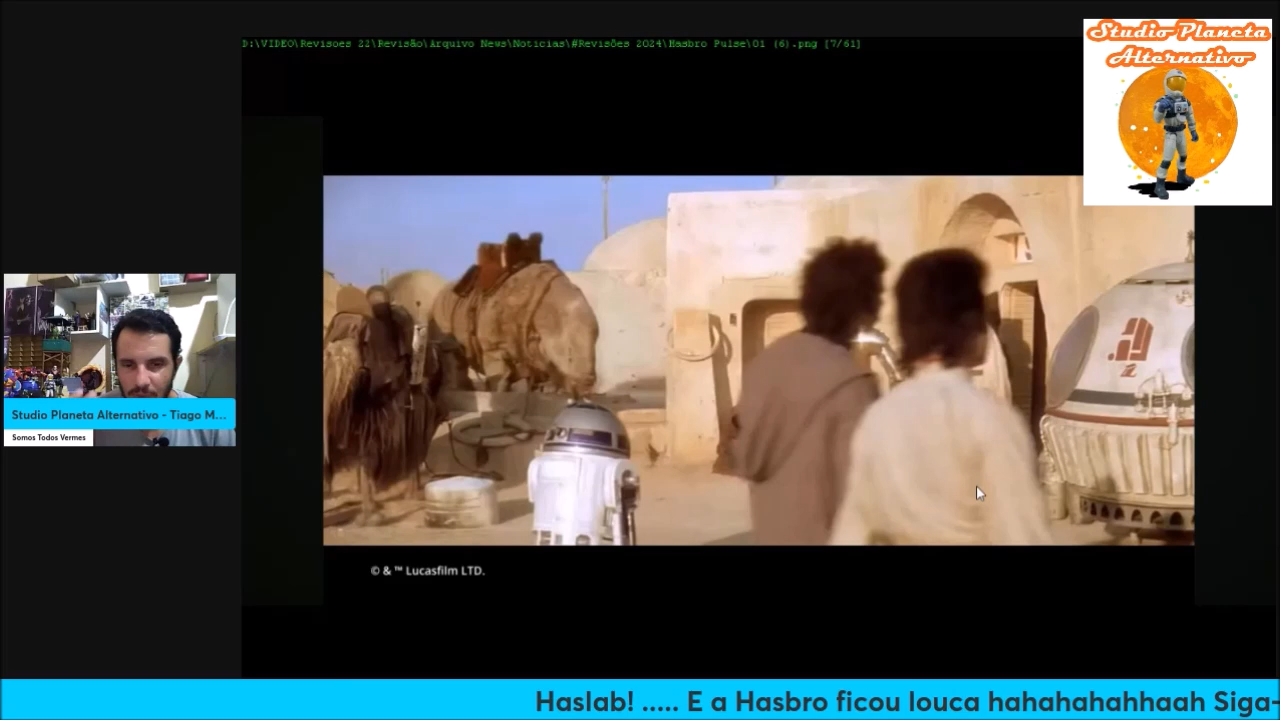 D:\VIDEO\Revisoes 22\Revisão\Arquivo News\Noticias\#Revisões 2024\Hasbro Pulse\01 (6).png [7/61]
Studio Planeta
Alternativo
Studio Planeta Alternativo - Tiago M...
Somos Todos Vermes
© & ™ Lucasfilm LTD.
Haslab! ..... E a Hasbro ficou louca hahahahahhaah Siga-